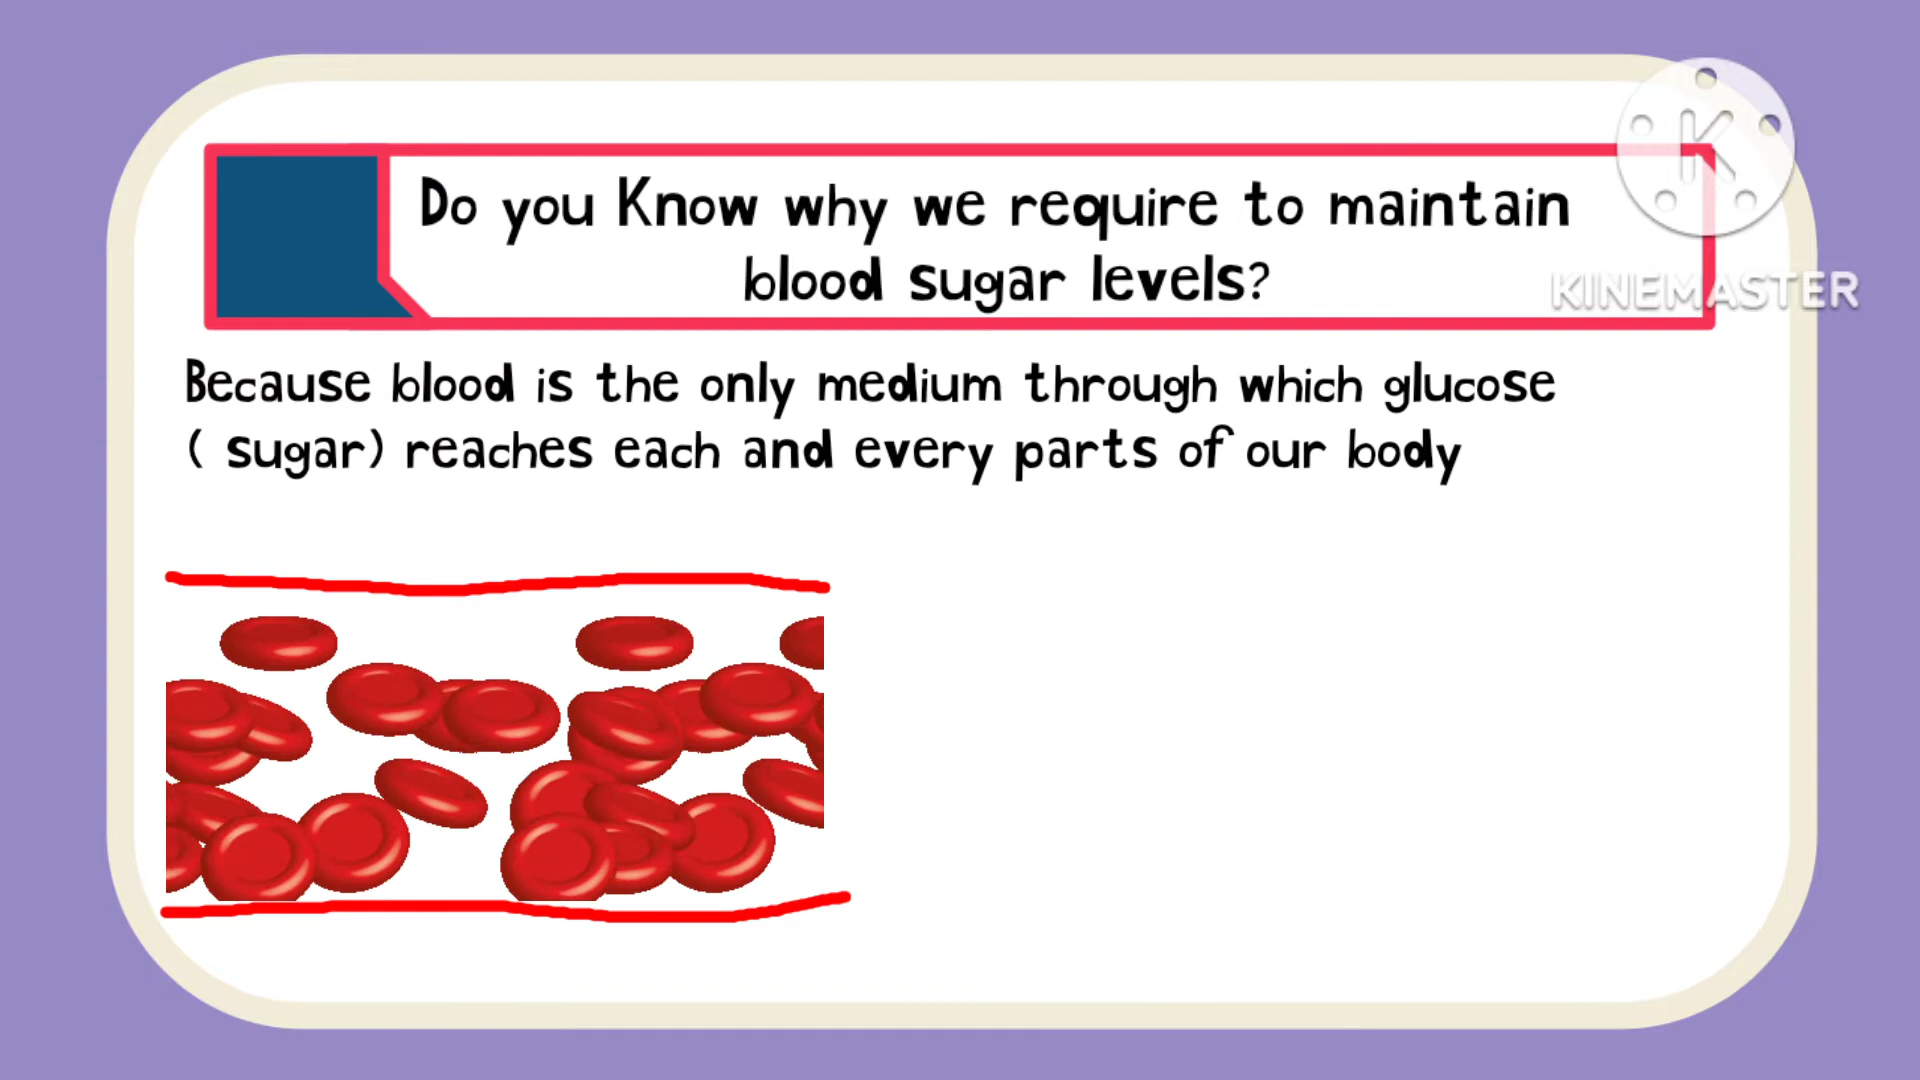 Do you Know why we require to maintain
blood sugar levels?
K
KINEMASTER
Because blood is the only medium through which glucose
( sugar) reaches each and every parts of our body